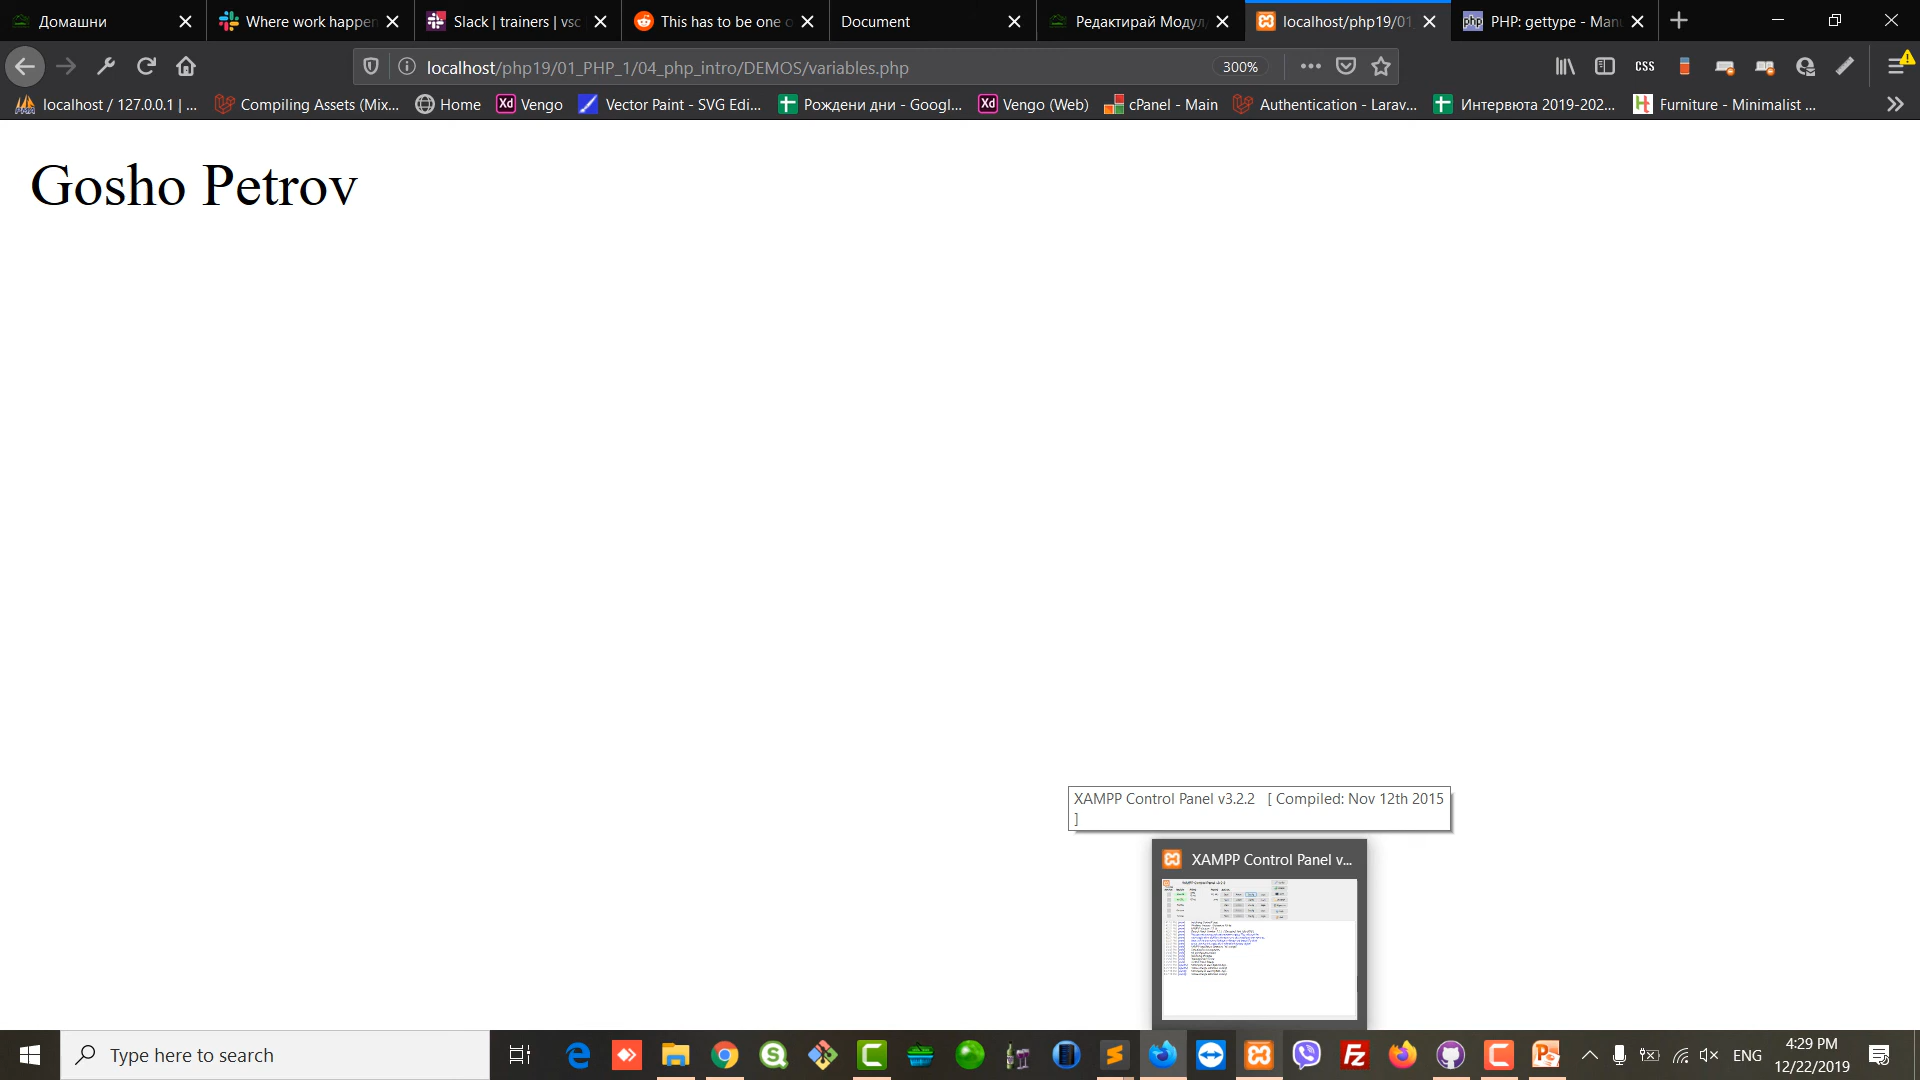 Домашни
Where work happen
Slack | trainers | vsc
This has to be one o
Document
Редактирай Модул
localhost/php19/01
PHP: gettype - Man
localhost/php19/01_PHP_1/04_php_intro/DEMOS/variables.php
300%
CSS
localhost / 127.0.0.1 | ...
Compiling Assets (Mix...
Home
Vengo
Vector Paint - SVG Edi...
Рождени дни - Googl...
Vengo (Web)
cPanel - Main
Authentication - Larav...
Интервюта 2019-202...
Furniture - Minimalist ...
Gosho Petrov
XAMPP Control Panel v3.2.2 [ Compiled: Nov 12th 2015
]
XAMPP Control Panel v...
Type here to search
ENG
4:29 PM
12/22/2019